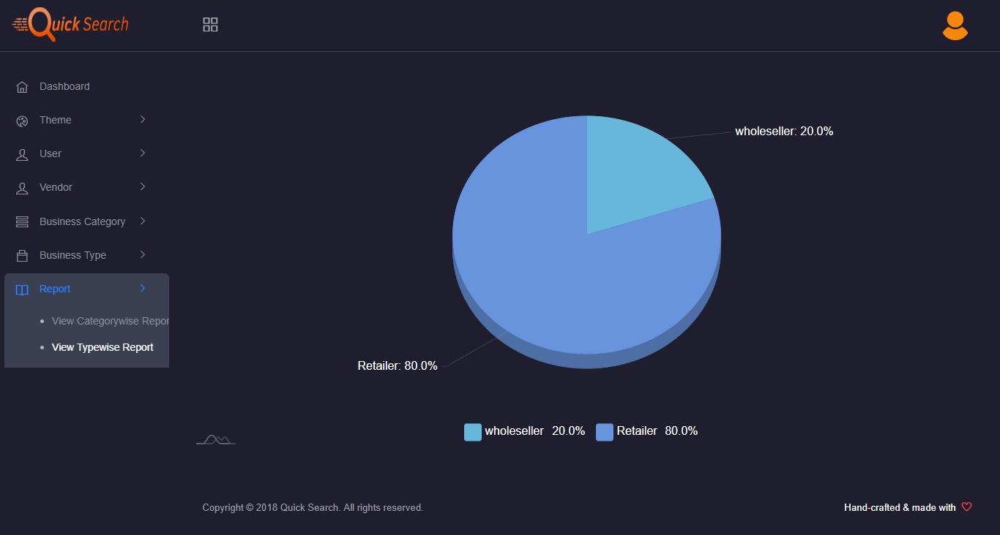 Quick Search
Dashboard
Theme
User
Vendor
Business Category
Business Type
Report
View Categorywise Repor
View Typewise Report
wholeseller: 20.0%
Retailer: 80.0%
wholeseller 20.0% Retailer 80.0%
Copyright © 2018 Quick Search. All rights reserved.
Hand-crafted & made with